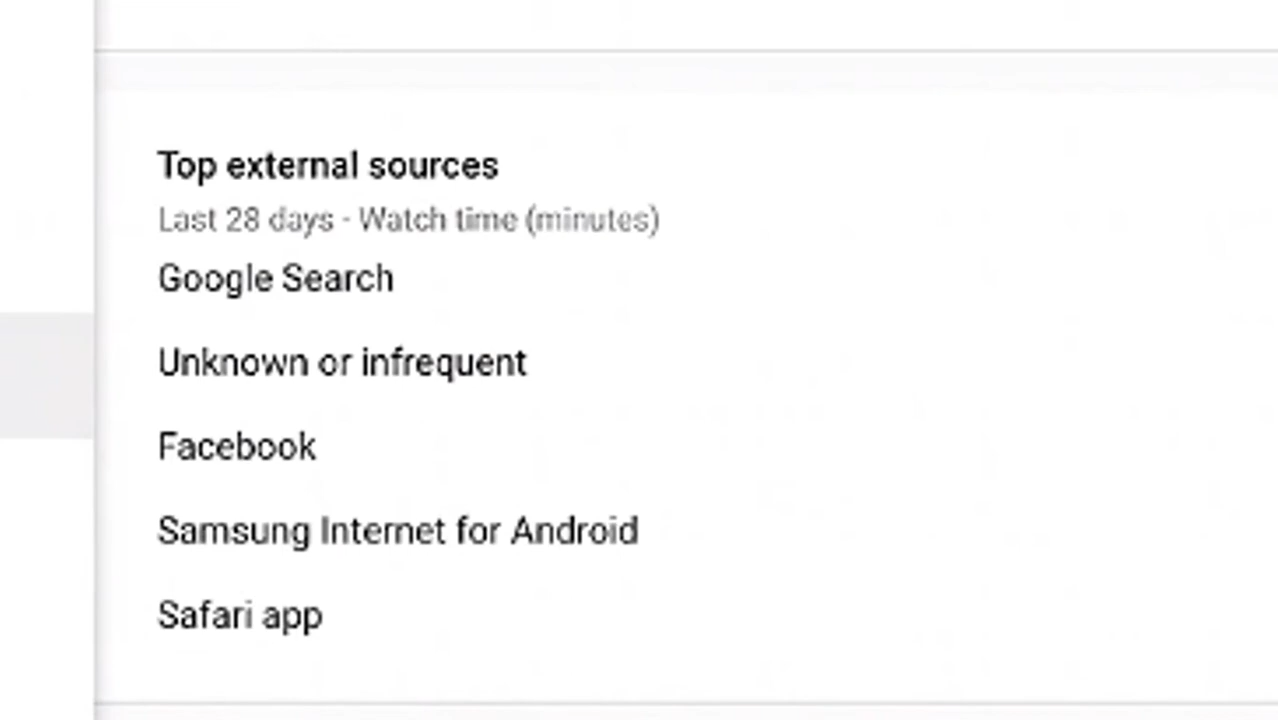 Top external sources
Last 28 days · Watch time (minutes)
Google Search
Unknown or infrequent
Facebook
Samsung Internet for Android
Safari app